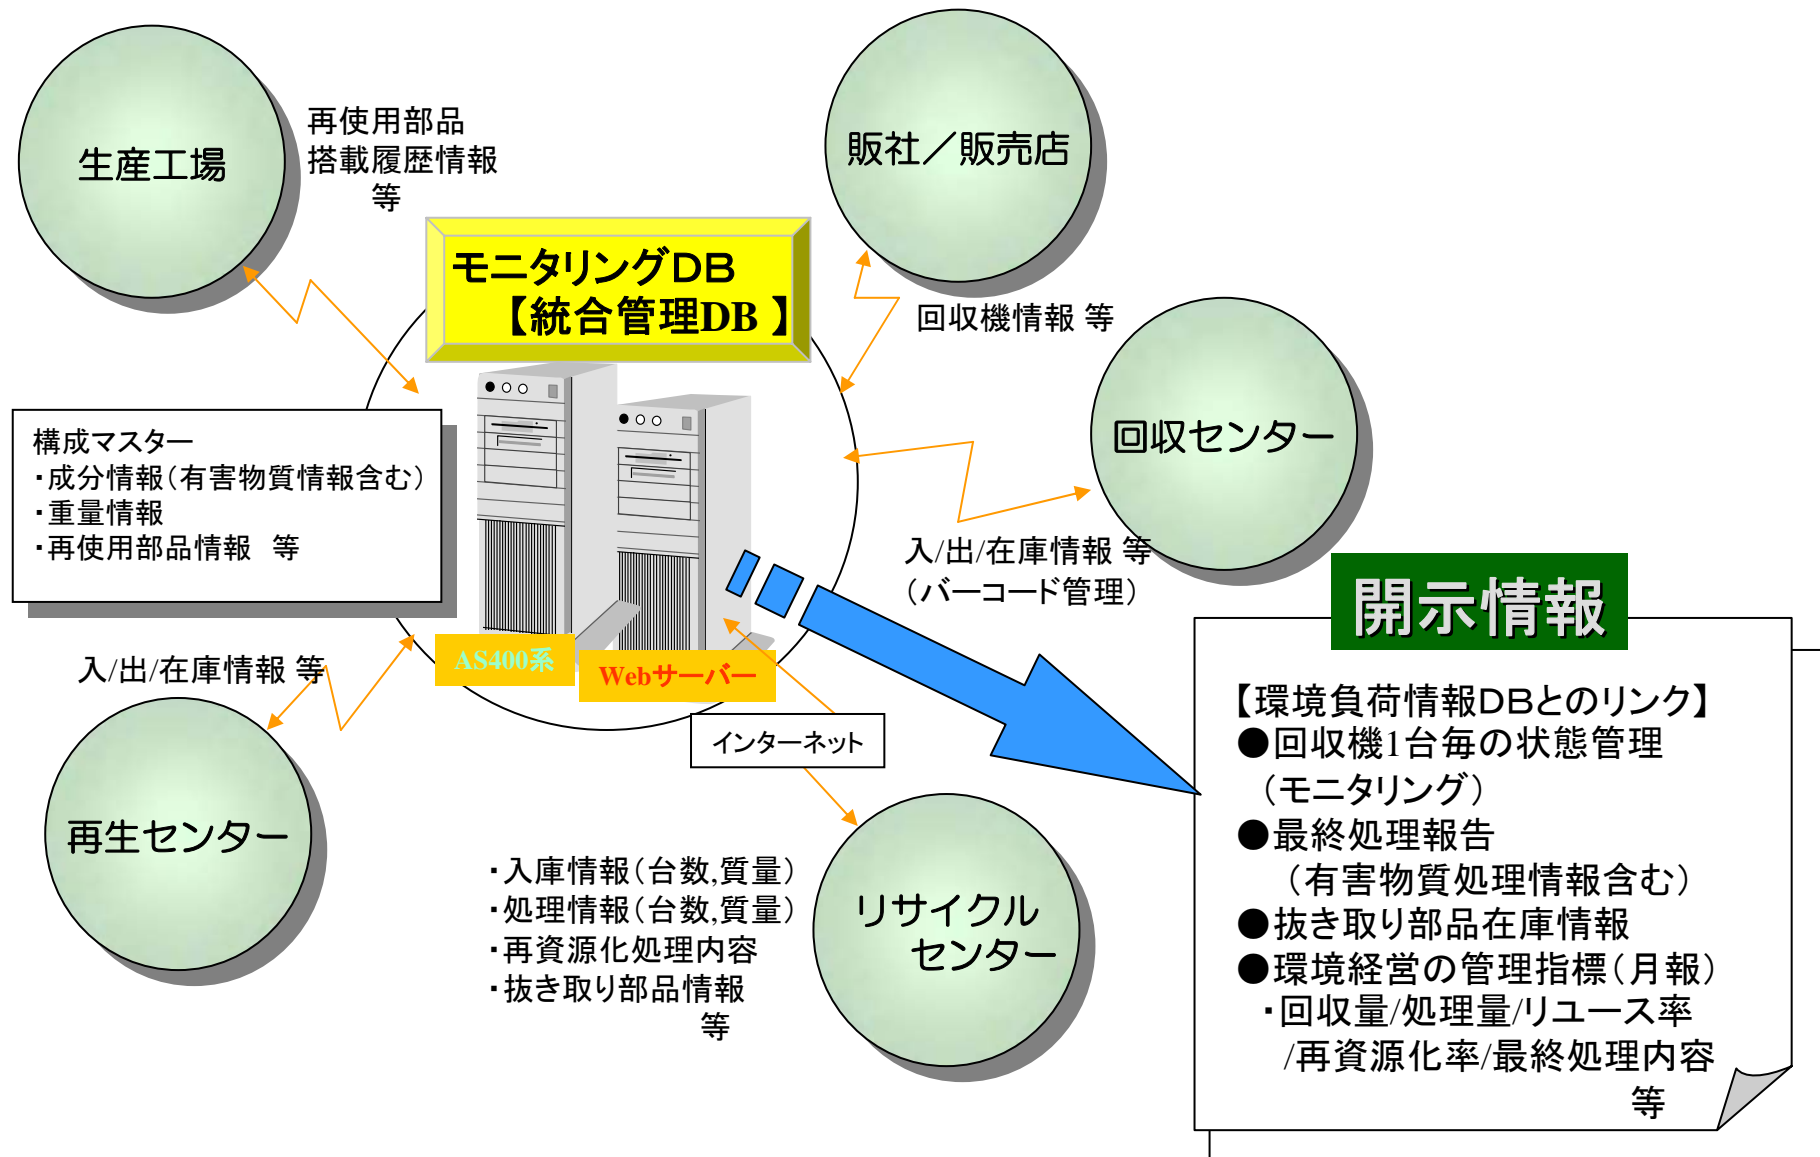 生産工場
再使用部品
搭載履歴情報
等
販社／販売店
モニタリングDB
【統合管理DB 】
回収機情報 等
回収センター
構成マスター
・成分情報（有害物質情報含む）
・重量情報
・再使用部品情報　等
入/出/在庫情報 等
（バーコード管理）
開示情報
AS400系
Webサーバー
入/出/在庫情報 等
インターネット
再生センター
【環境負荷情報DBとのリンク】
●回収機1台毎の状態管理
（モニタリング）
●最終処理報告
（有害物質処理情報含む）
●抜き取り部品在庫情報
●環境経営の管理指標（月報）
・回収量/処理量/リユース率
/再資源化率/最終処理内容
等
・入庫情報（台数,質量）
・処理情報（台数,質量）
・再資源化処理内容
・抜き取り部品情報
等
リサイクル
センター